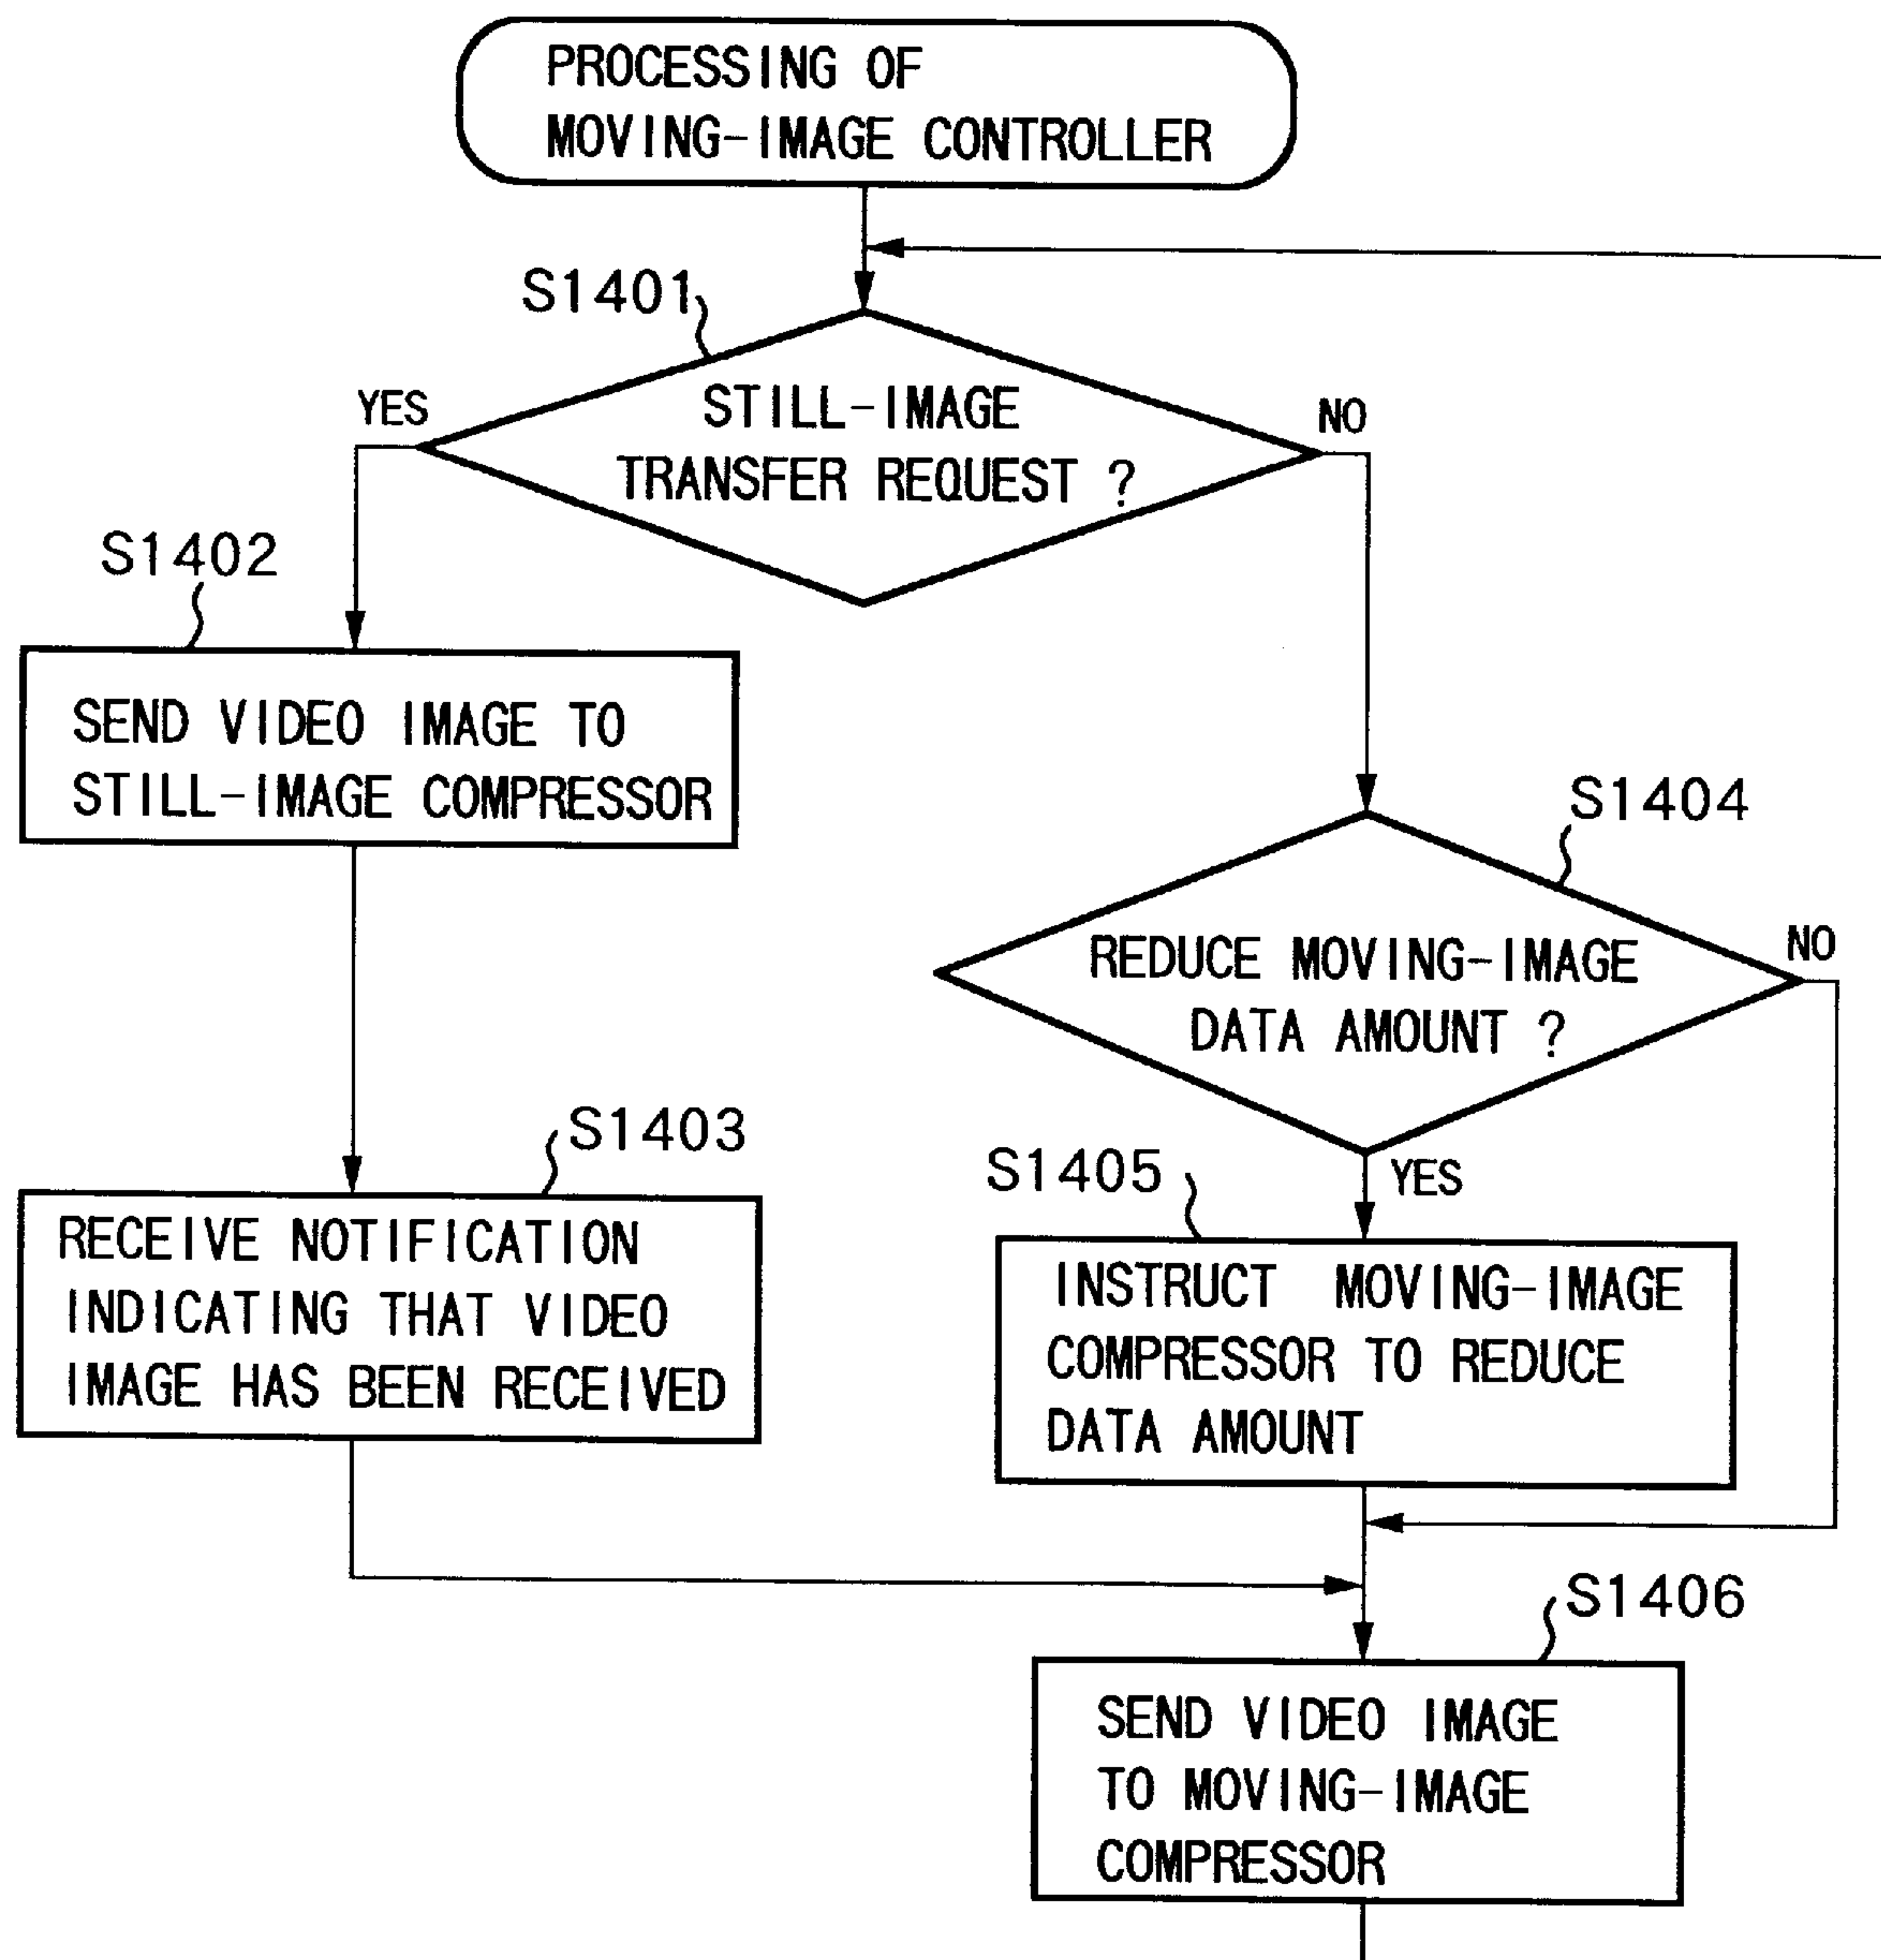 PROCESSING OF
MOVING-IMAGE CONTROLLER
S1401
YES
STILL-IMAGE
TRANSFER REQUEST ?
NO
S1402
SEND VIDEO IMAGE TO
STILL-IMAGE COMPRESSOR
S1404
REDUCE MOVING-IMAGE
DATA AMOUNT ?
NO
YES
S1403
RECEIVE NOTIFICATION
INDICATING THAT VIDEO
IMAGE HAS BEEN RECEIVED
S1405
INSTRUCT MOVING-IMAGE
COMPRESSOR TO REDUCE
DATA AMOUNT
S1406
SEND VIDEO IMAGE
TO MOVING-IMAGE
COMPRESSOR